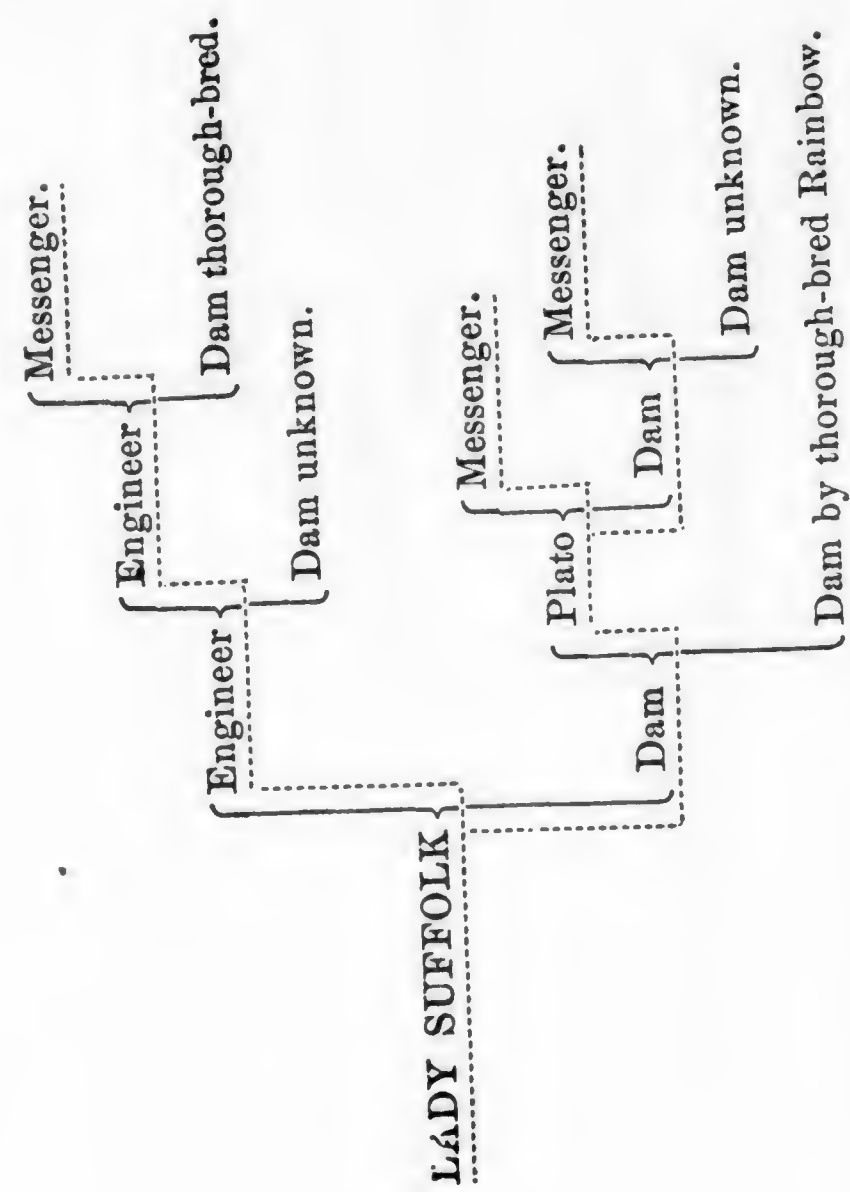 Messenger.
Engineer
Dam thorough-bred.
Engineer
Dam unknown.
LADY SUFFOLK
Messenger.
Plato
Messenger.
Dam
Dam unknown.
Dam
Dam by thorough-bred Rainbow.